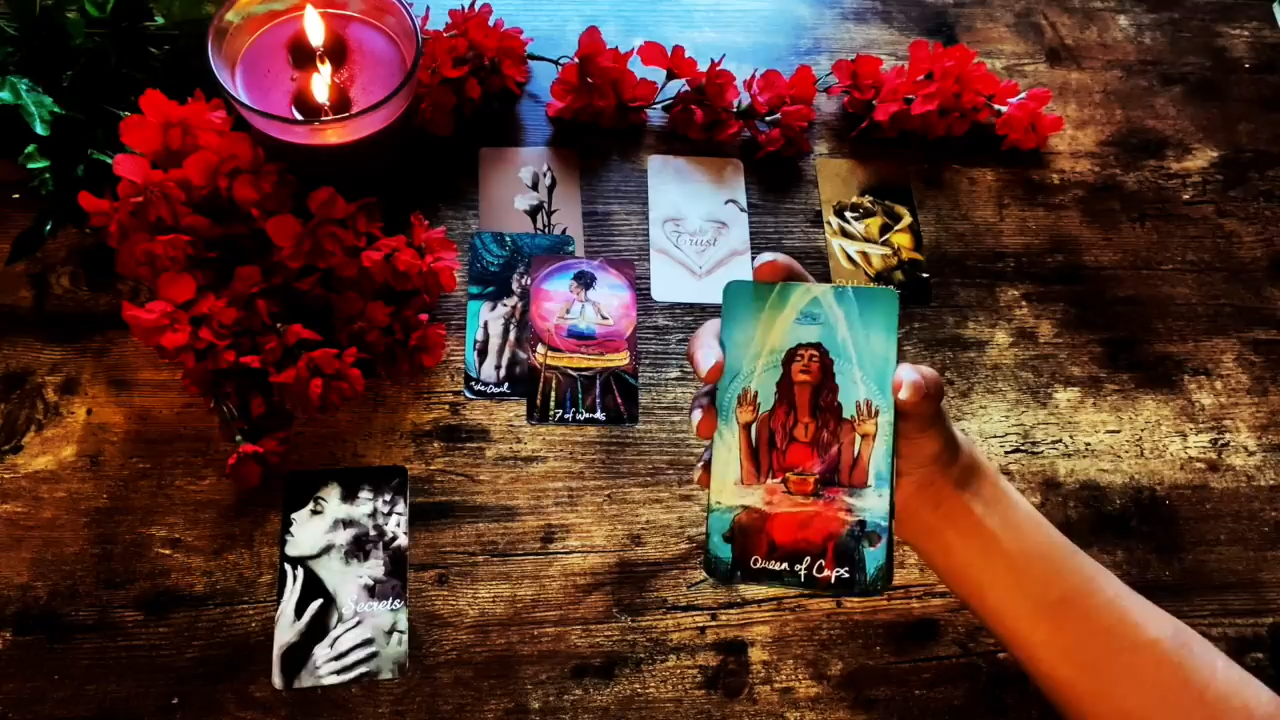 Trust
The Devil
7 of Wands
Queen of Cups
Secrets